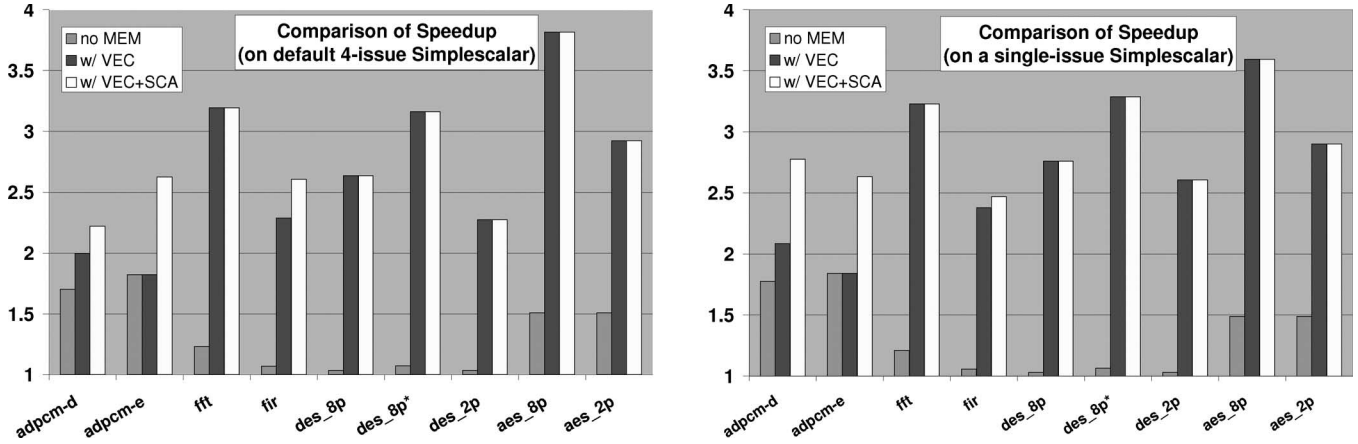 Comparison of Speedup
(on default 4-issue Simplescalar)
no MEM
w/ VEC
w/ VEC+SCA
4
3.5
3
2.5
2
1.5
1
adpcm-d
adpcm-e
fft
fir
des_8p
des_8p*
des_2p
aes_8p
aes_2p
Comparison of Speedup
(on a single-issue Simplescalar)
no MEM
w/ VEC
w/ VEC+SCA
4
3.5
3
2.5
2
1.5
1
adpcm-d
adpcm-e
fft
fir
des_8p
des_8p*
des_2p
aes_8p
aes_2p